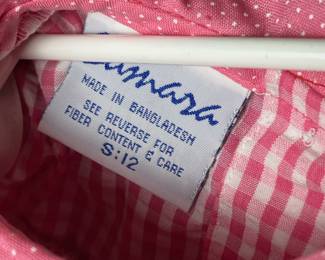 MADE IN BANGLADESH
SEE REVERSE FOR
FIBER CONTENT & CARE
S:12